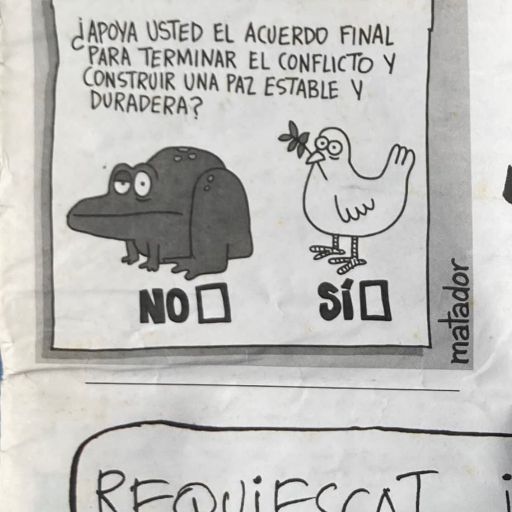 ¿APOYA USTED EL ACUERDO FINAL
PARA TERMINAR EL CONFLICTO Y
CONSTRUIR UNA PAZ ESTABLE Y
DURADERA?
NO
SÍ
matador
REQUIESCAT